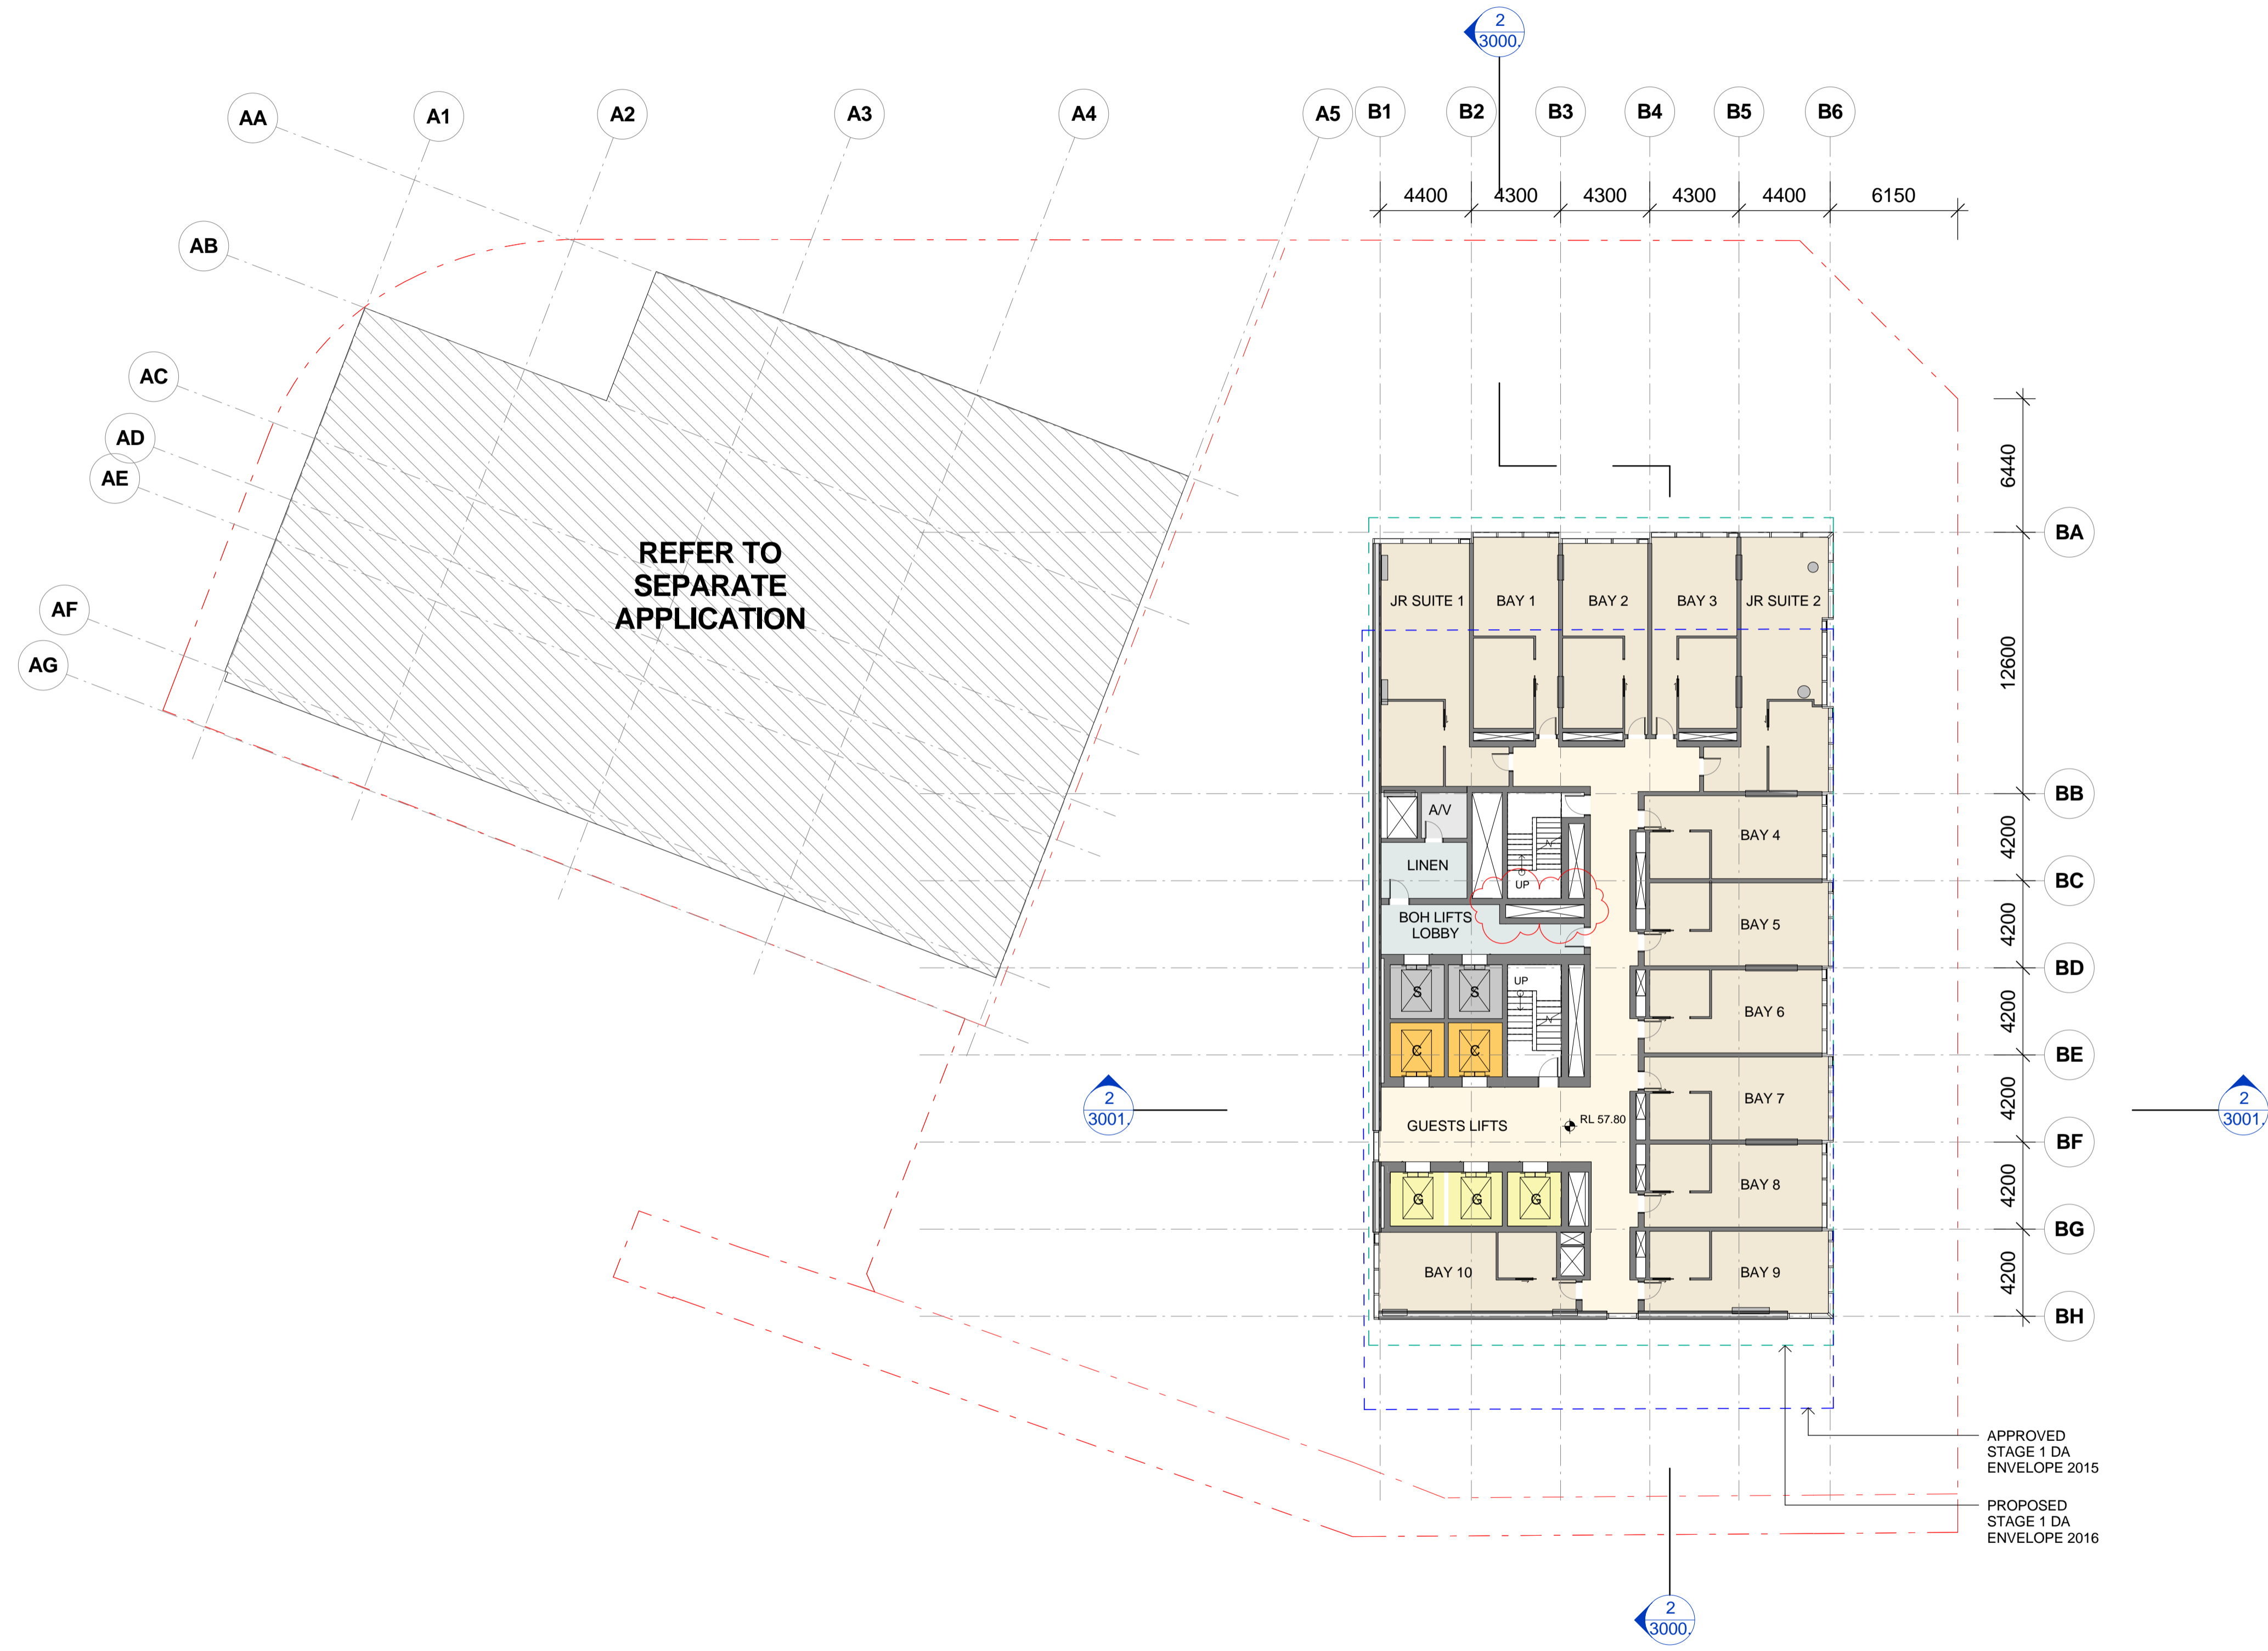 2
3000.
AA
A1
A2
A3
A4
A5
B1
B2
B3
B4
B5
B6
4400
4300
4300
4300
4400
6150
AB
AC
AD
AE
AF
AG
REFER TO
SEPARATE
APPLICATION
6440
BA
12600
JR SUITE 1
BAY 1
BAY 2
BAY 3
JR SUITE 2
BB
A/V
BAY 4
4200
LINEN
UP
BC
BOH LIFTS
LOBBY
BAY 5
4200
BD
S
S
UP
BAY 6
4200
C
C
BE
2
3001.
GUESTS LIFTS
RL 57.80
BAY 7
4200
2
3001.
BF
G
G
G
BAY 8
4200
BG
BAY 10
BAY 9
4200
BH
APPROVED
STAGE 1 DA
ENVELOPE 2015
PROPOSED
STAGE 1 DA
ENVELOPE 2016
2
3000.